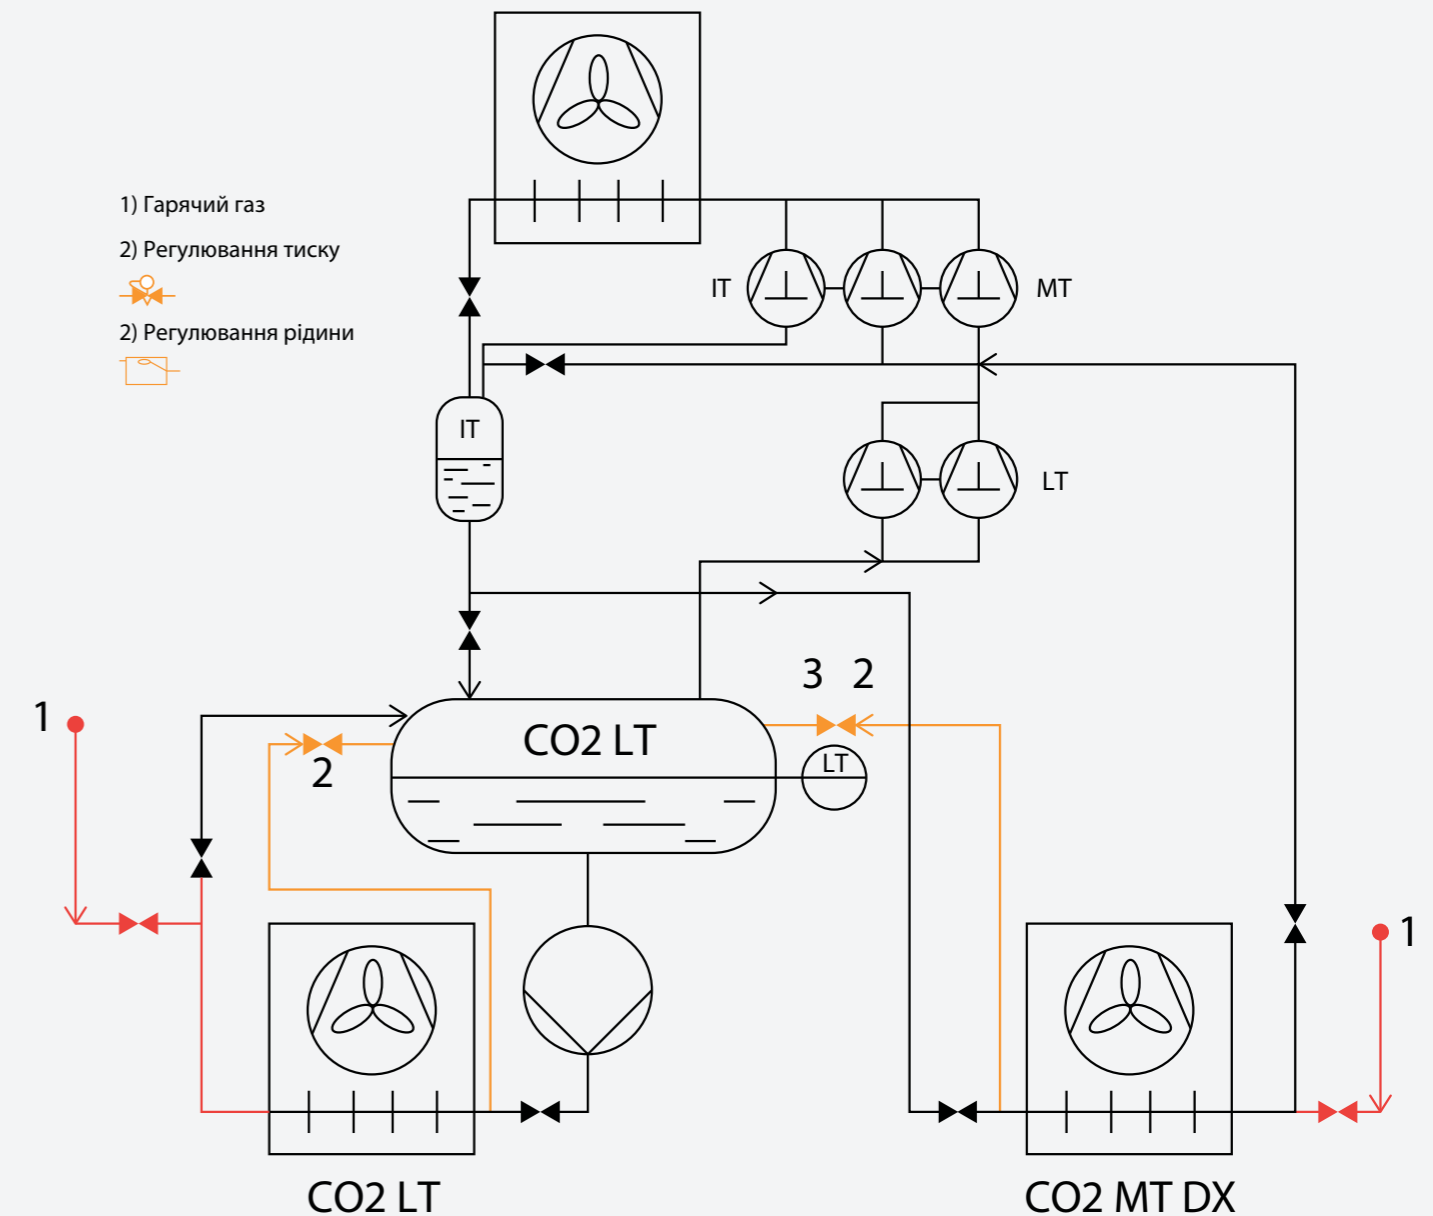 1) Гарячий газ
2) Регулювання тиску
2) Регулювання рідини
IT
MT
IT
LT
3 2
1
CO2 LT
LT
2
1
CO2 LT
CO2 MT DX